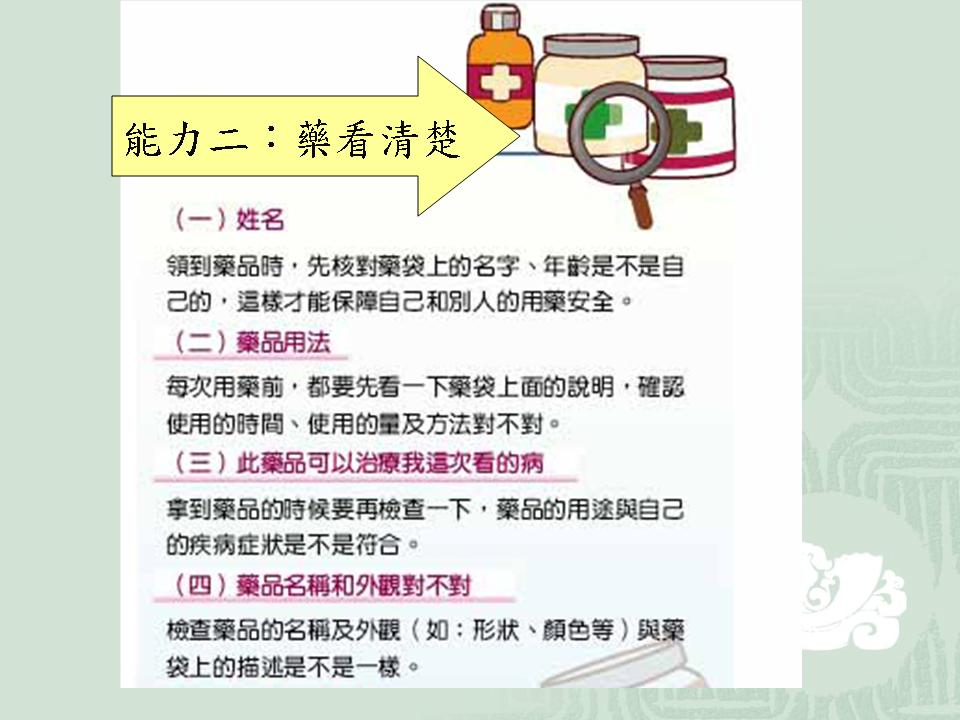 能力二：藥看清楚
（一）姓名
領到藥品時，先核對藥袋上的名字、年齡是不是自
己的，這樣才能保障自己和別人的用藥安全。
（二）藥品用法
每次用藥前，都要先看一下藥袋上面的說明，確認
使用的時間、使用的量及方法對不對。
（三）此藥品可以治療我這次看的病
拿到藥品的時候要再檢查一下，藥品的用途與自己
的疾病症狀是不是符合。
（四）藥品名稱和外觀對不對
檢查藥品的名稱及外觀（如：形狀、顏色等）與藥
袋上的描述是不是一樣。